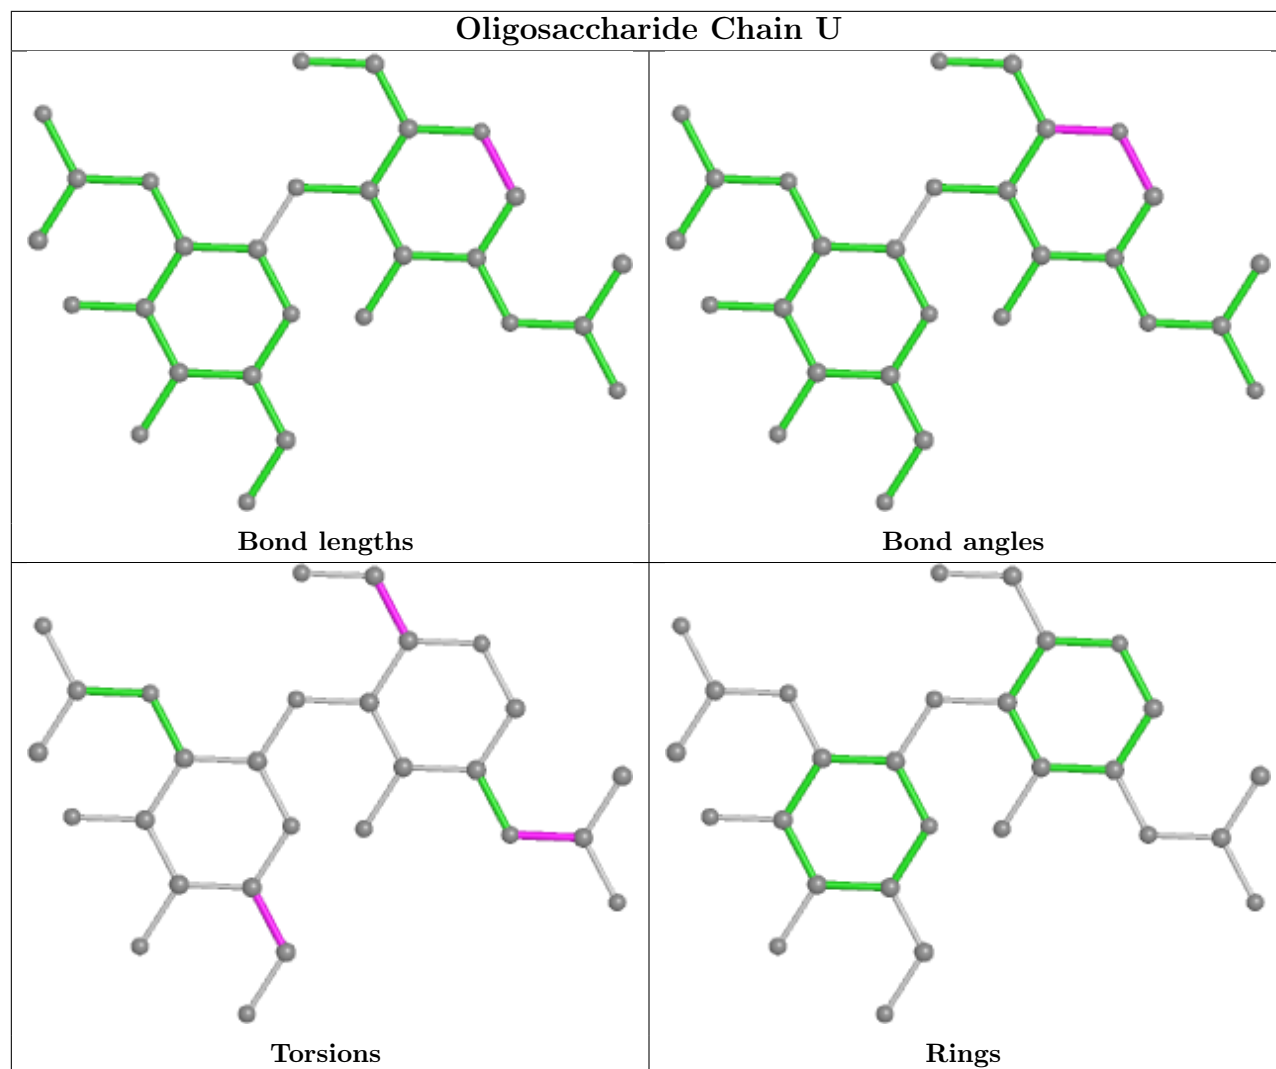 Oligosaccharide Chain U
Bond lengths
Bond angles
Torsions
Rings